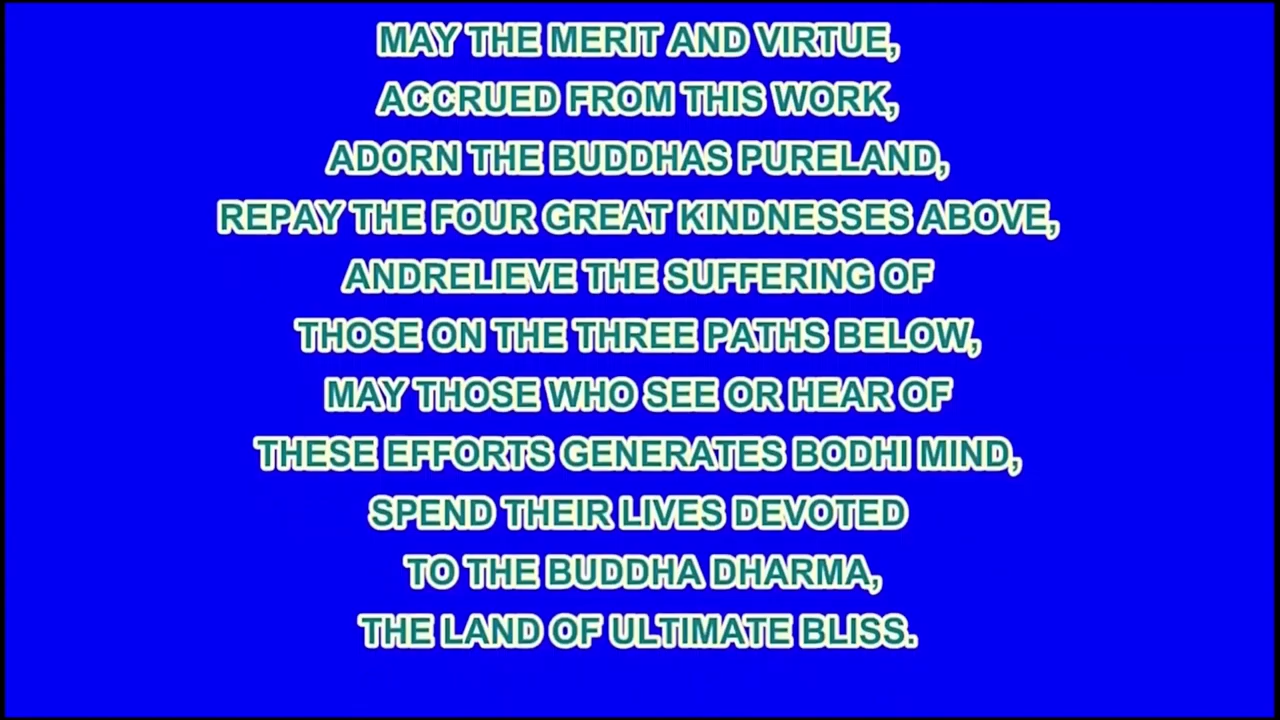 MAY THE MERIT AND VIRTUE,
ACCRUED FROM THIS WORK,
ADORN THE BUDDHAS PURELAND,
REPAY THE FOUR GREAT KINDNESSES ABOVE,
ANDRELIEVE THE SUFFERING OF
THOSE ON THE THREE PATHS BELOW,
MAY THOSE WHO SEE OR HEAR OF
THESE EFFORTS GENERATES BODHI MIND,
SPEND THEIR LIVES DEVOTED
TO THE BUDDHA DHARMA,
THE LAND OF ULTIMATE BLISS.